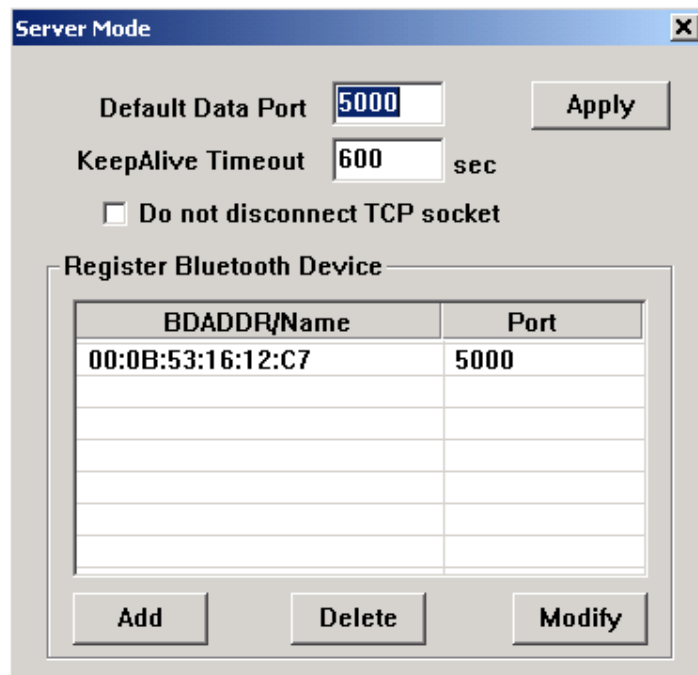 Server Mode
Default Data Port 5000 Apply
KeepAlive Timeout 600 sec
Do not disconnect TCP socket
Register Bluetooth Device
BDADDR/Name Port
00:0B:53:16:12:C7 5000
Add Delete Modify